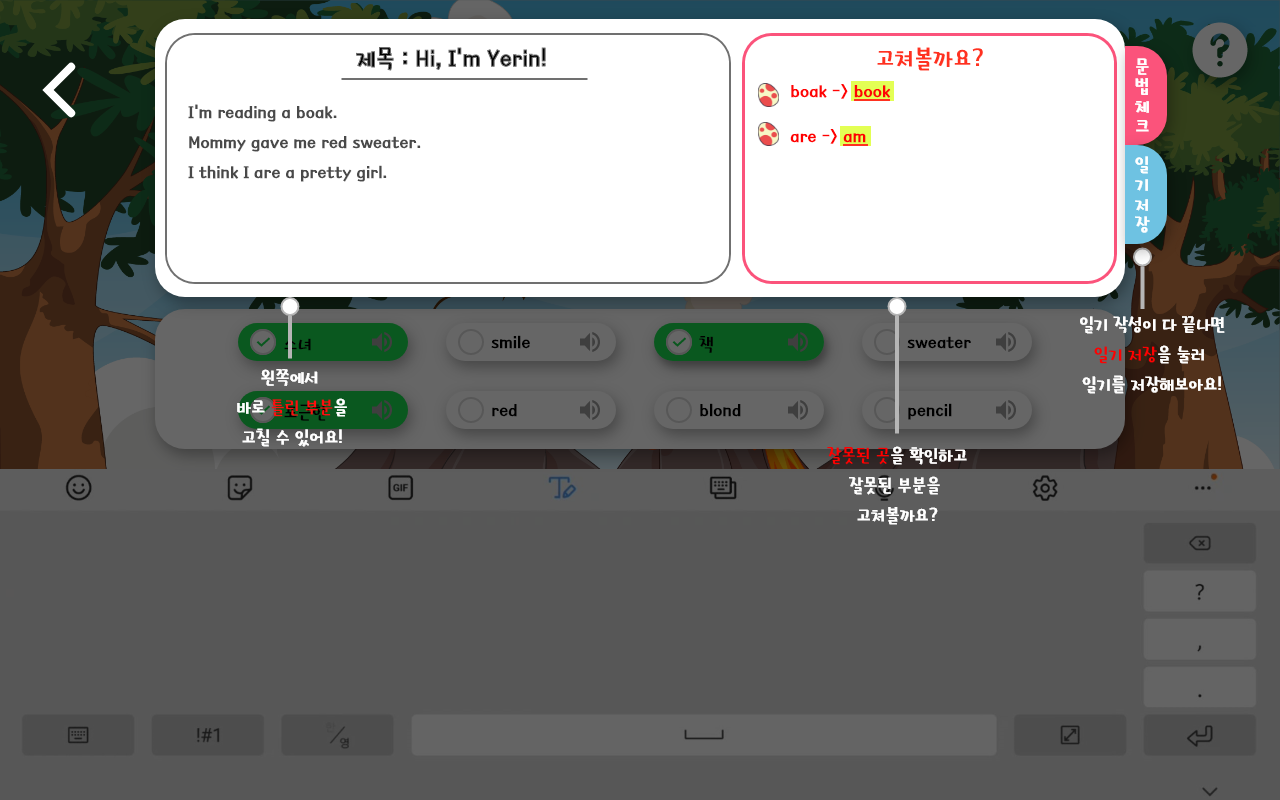 제목 : Hi, I'm Yerin!
I'm reading a boak.
Mommy gave me red sweater.
I think I are a pretty girl.
고쳐볼까요?
boak -> book
are -> am
문법체크
일기저장
?
소녀
smile
책
sweater
red
blond
pencil
왼쪽에서
바로 틀린 부분을
고칠 수 있어요!
잘못된 곳을 확인하고
잘못된 부분을
고쳐볼까요?
일기 작성이 다 끝나면
일기 저장을 눌러
일기를 저장해보아요!
GIF
?
,
.
!#1
한/영